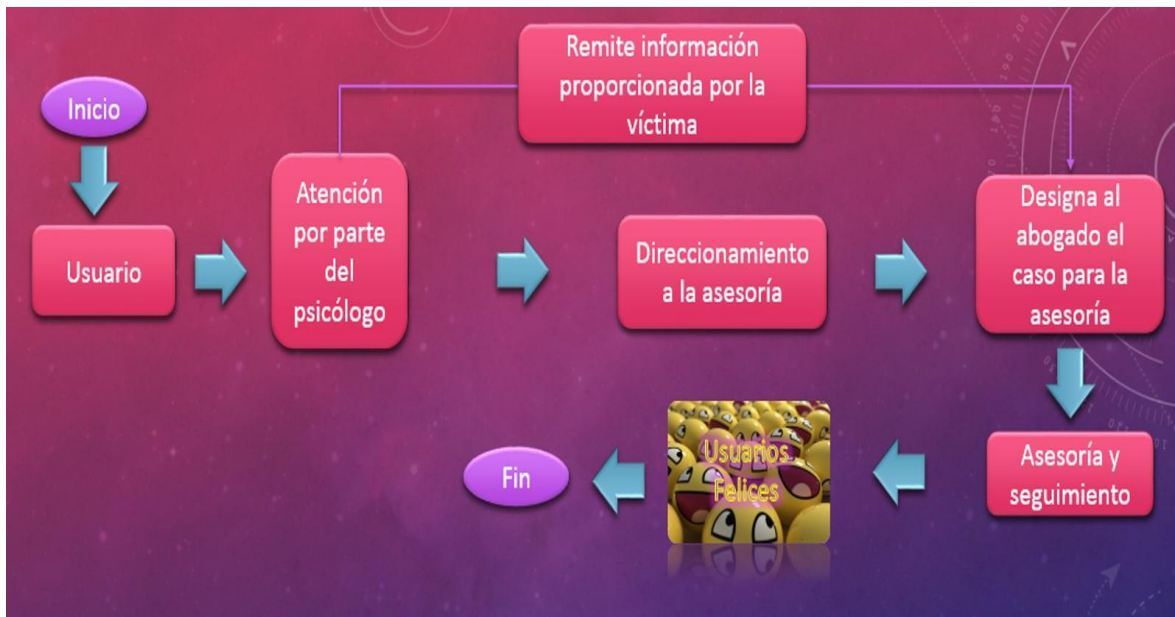 Remite información
proporcionada por la
víctima
Inicio
Usuario
Atención
por parte
del
psicólogo
Direccionamiento
a la asesoría
Designa al
abogado el
caso para la
asesoría
Asesoría y
seguimiento
Usuarios
Felices
Fin